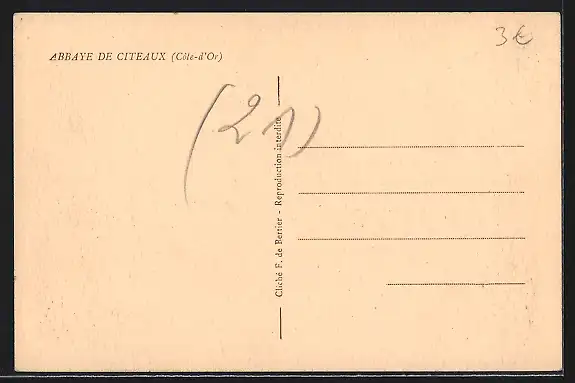 3€
ABBAYE DE CITEAUX (Côte-d'Or)
(21)
Cliché F. de Bertier - Reproduction interdite